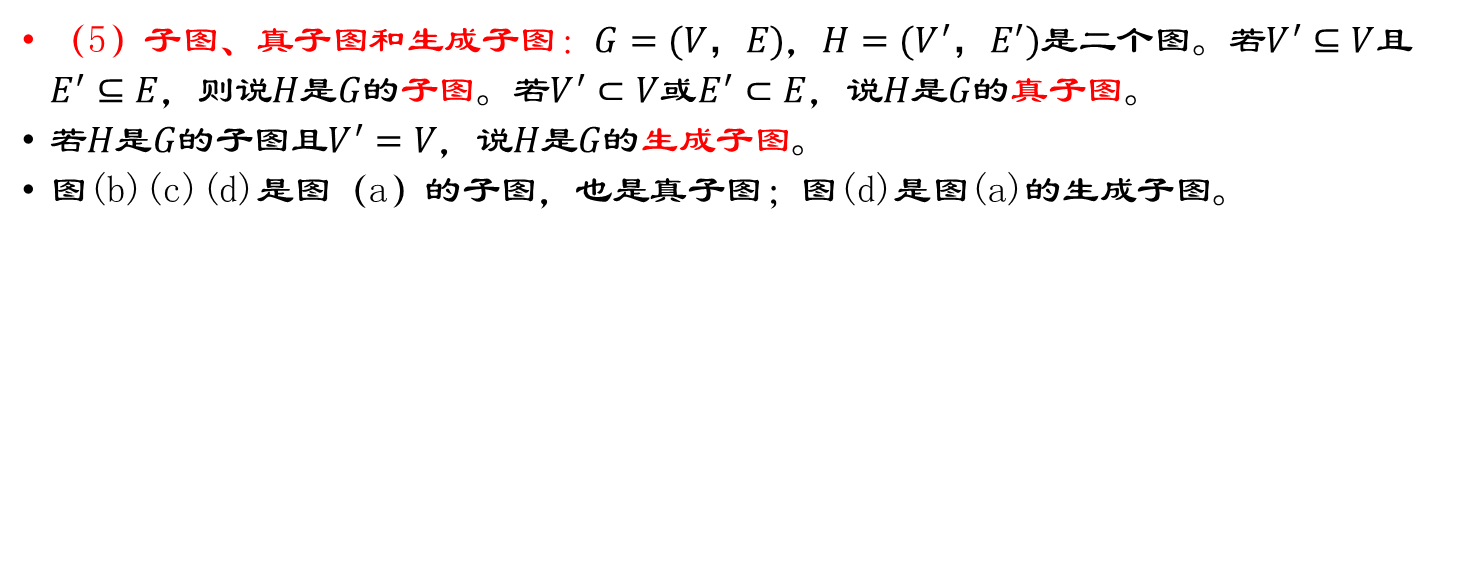 • （5）子图、真子图和生成子图：G = (V，E)，H = (V′，E′)是二个图。若V′ ⊆ V且
E′ ⊆ E，则说H是G的子图。若V′ ⊂ V或E′ ⊂ E，说H是G的真子图。
• 若H是G的子图且V′ = V，说H是G的生成子图。
• 图(b)(c)(d)是图（a）的子图，也是真子图；图(d)是图(a)的生成子图。